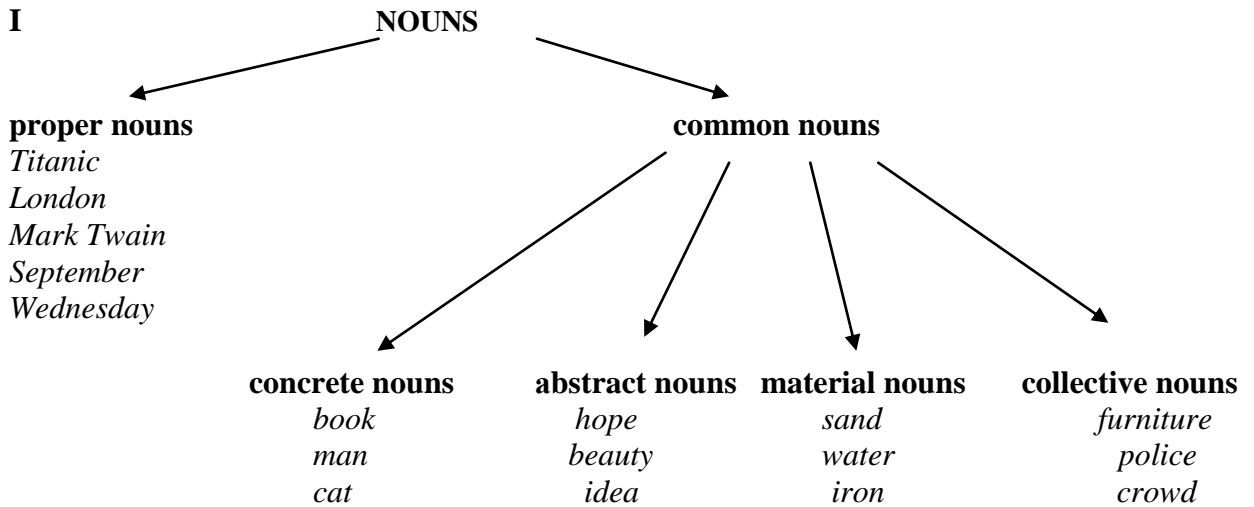 I NOUNS
proper nouns common nouns
Titanic
London
Mark Twain
September
Wednesday
concrete nouns abstract nouns material nouns collective nouns
book hope sand furniture
man beauty water police
cat idea iron crowd